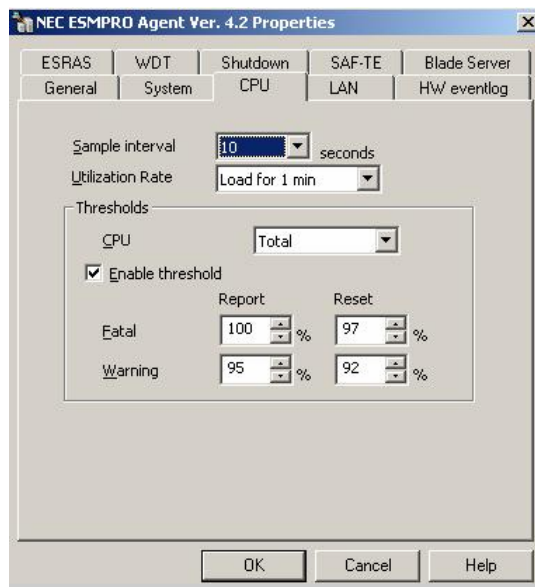 NEC ESMPRO Agent Ver. 4.2 Properties
ESRAS WDT Shutdown SAF-TE Blade Server
General System CPU LAN HW eventlog
Sample interval 10 seconds
Utilization Rate Load for 1 min
Thresholds
CPU Total
Enable threshold
Report Reset
Fatal 100 % 97 %
Warning 95 % 92 %
OK Cancel Help